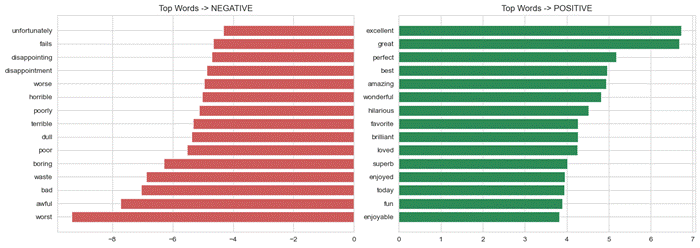 Top Words -> NEGATIVE
unfortunately
fails
disappointing
disappointment
worse
horrible
poorly
terrible
dull
poor
boring
waste
bad
awful
worst
−8 −6 −4 −2 0
Top Words -> POSITIVE
excellent
great
perfect
best
amazing
wonderful
hilarious
favorite
brilliant
loved
superb
enjoyed
today
fun
enjoyable
0 1 2 3 4 5 6 7